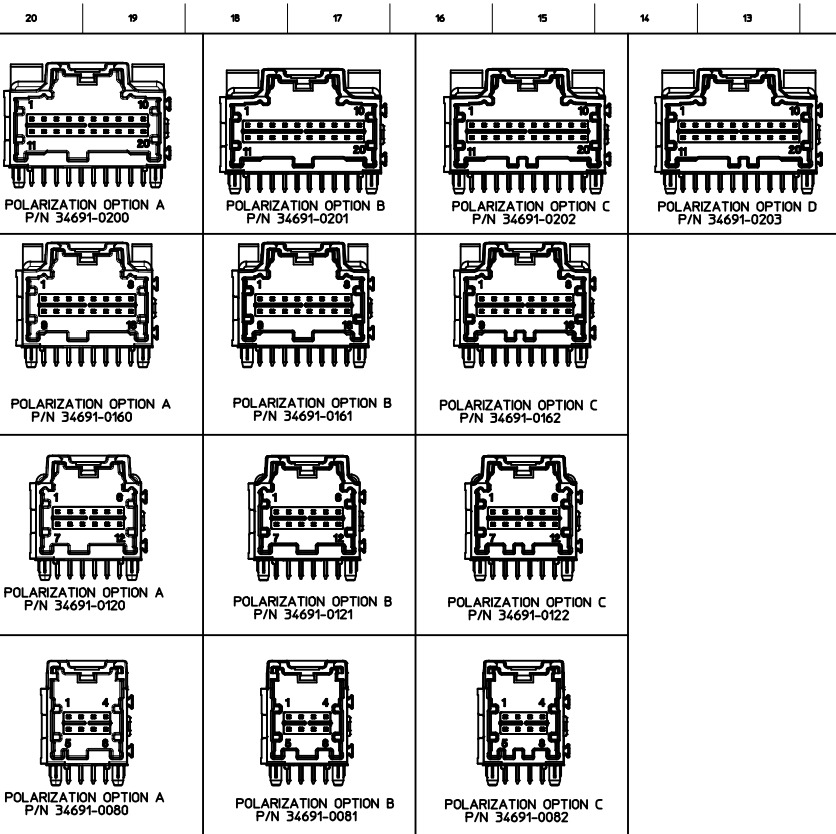 20 19 18 17 16 15 14 13
1 10
11 20
POLARIZATION OPTION A
P/N 34691-0200
1 10
11 20
POLARIZATION OPTION B
P/N 34691-0201
1 10
11 20
POLARIZATION OPTION C
P/N 34691-0202
1 10
11 20
POLARIZATION OPTION D
P/N 34691-0203
1 8
9 16
POLARIZATION OPTION A
P/N 34691-0160
1 8
9 16
POLARIZATION OPTION B
P/N 34691-0161
1 8
9 16
POLARIZATION OPTION C
P/N 34691-0162
1 6
7 12
POLARIZATION OPTION A
P/N 34691-0120
1 6
7 12
POLARIZATION OPTION B
P/N 34691-0121
1 6
7 12
POLARIZATION OPTION C
P/N 34691-0122
1 4
5 8
POLARIZATION OPTION A
P/N 34691-0080
1 4
5 8
POLARIZATION OPTION B
P/N 34691-0081
1 4
5 8
POLARIZATION OPTION C
P/N 34691-0082